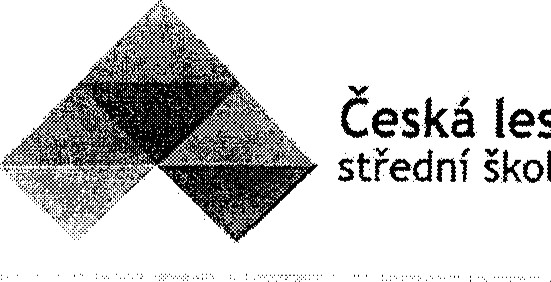 Česká les
střední škol